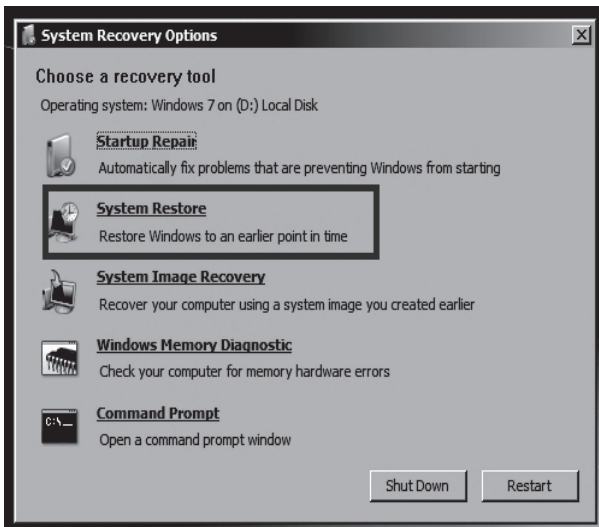 System Recovery Options
Choose a recovery tool
Operating system: Windows 7 on (D:) Local Disk
Startup Repair
Automatically fix problems that are preventing Windows from starting
System Restore
Restore Windows to an earlier point in time
System Image Recovery
Recover your computer using a system image you created earlier
Windows Memory Diagnostic
Check your computer for memory hardware errors
C:\_
Command Prompt
Open a command prompt window
Shut Down Restart